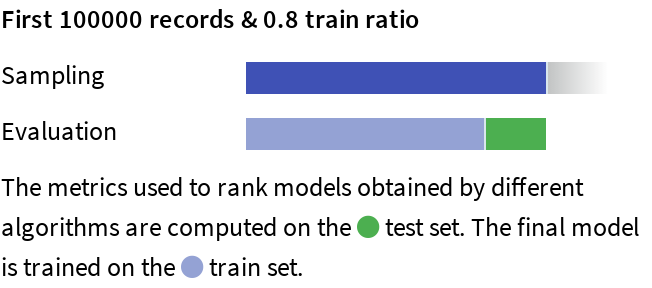 First 100000 records & 0.8 train ratio
Sampling
Evaluation
The metrics used to rank models obtained by different
algorithms are computed on the test set. The final model
is trained on the train set.